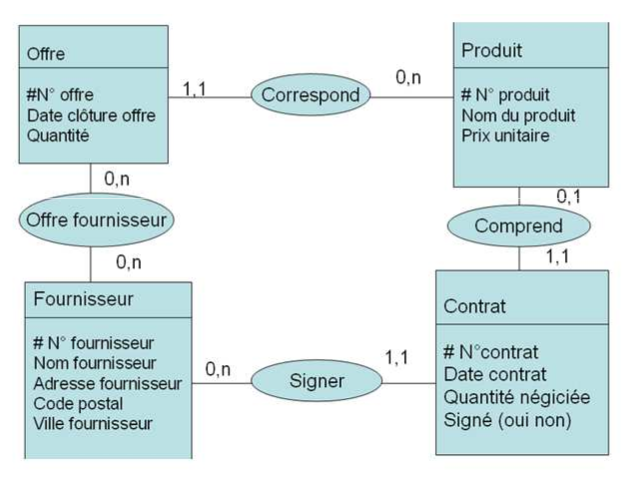 Offre
#N° offre
Date clôture offre
Quantité
1,1
Correspond
0,n
Produit
# N° produit
Nom du produit
Prix unitaire
0,n
Offre fournisseur
0,n
0,1
Comprend
1,1
Fournisseur
# N° fournisseur
Nom fournisseur
Adresse fournisseur
Code postal
Ville fournisseur
0,n
Signer
1,1
Contrat
# N°contrat
Date contrat
Quantité négiciée
Signé (oui non)